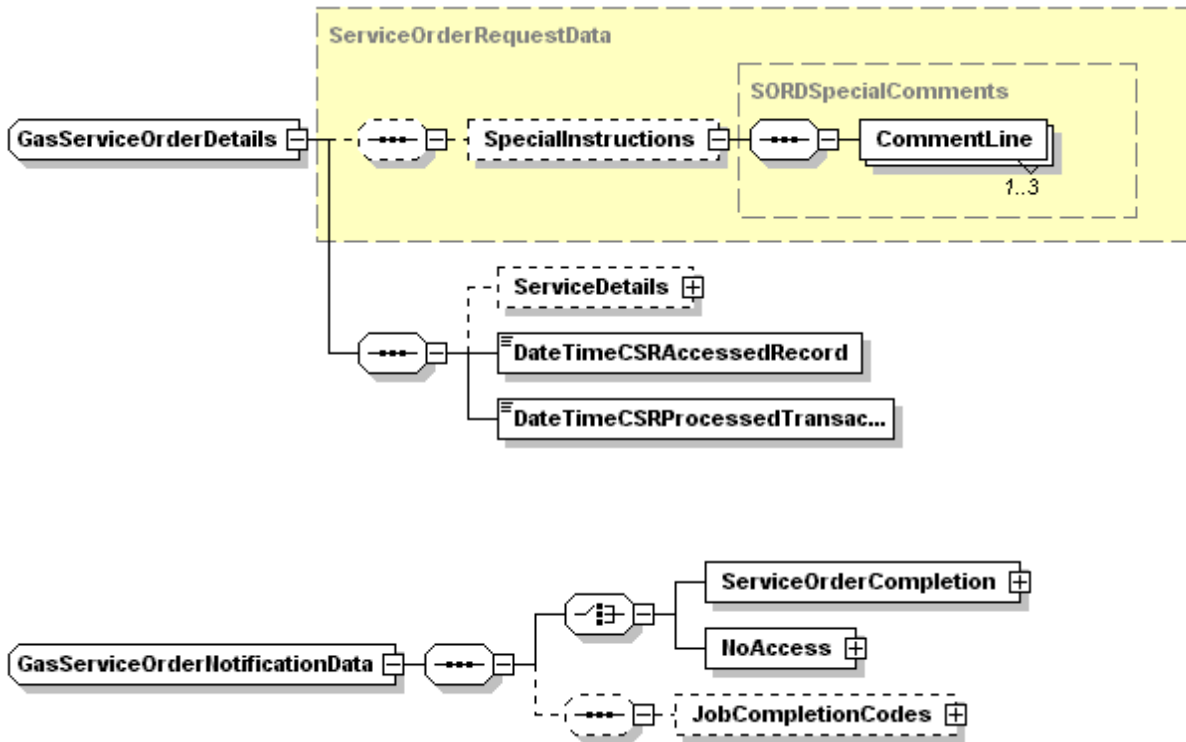 ServiceOrderRequestData
SORDSpecialComments
GasServiceOrderDetails
SpecialInstructions
CommentLine
1..3
ServiceDetails
DateTimeCSRAccessedRecord
DateTimeCSRProcessedTransac...
ServiceOrderCompletion
GasServiceOrderNotificationData
NoAccess
JobCompletionCodes